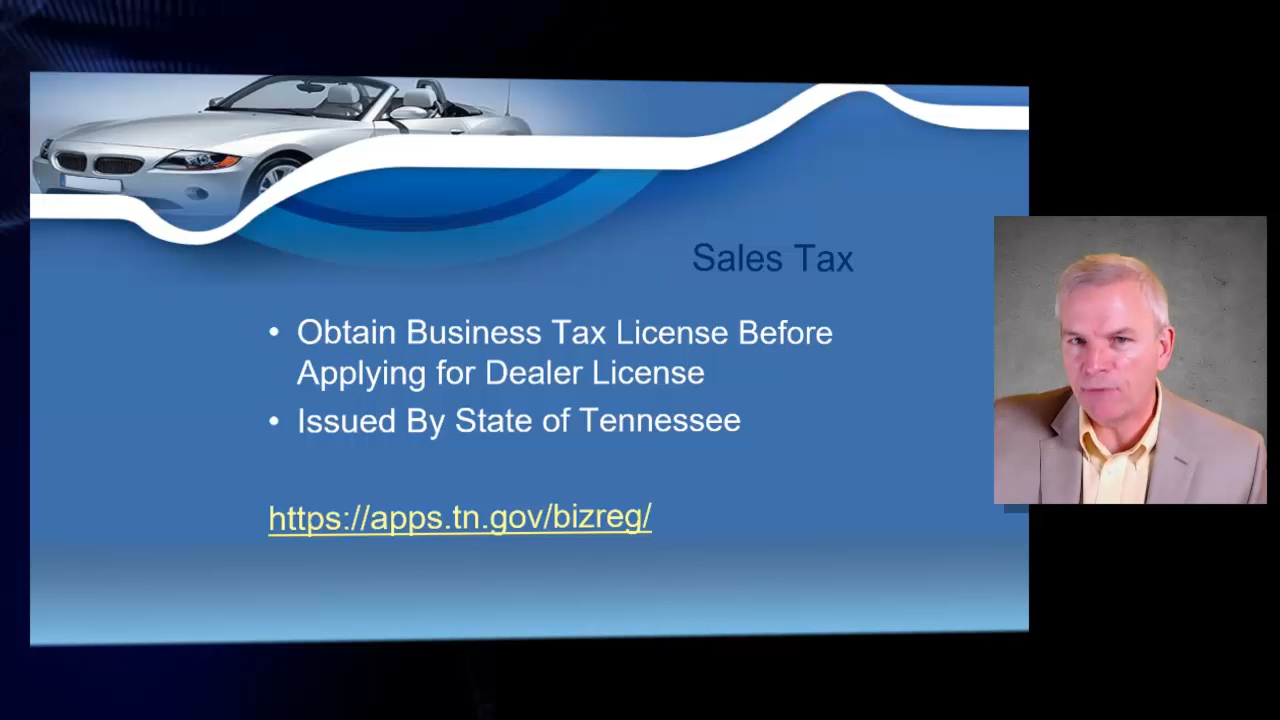 Sales Tax
• Obtain Business Tax License Before
Applying for Dealer License
• Issued By State of Tennessee
https://apps.tn.gov/bizreg/